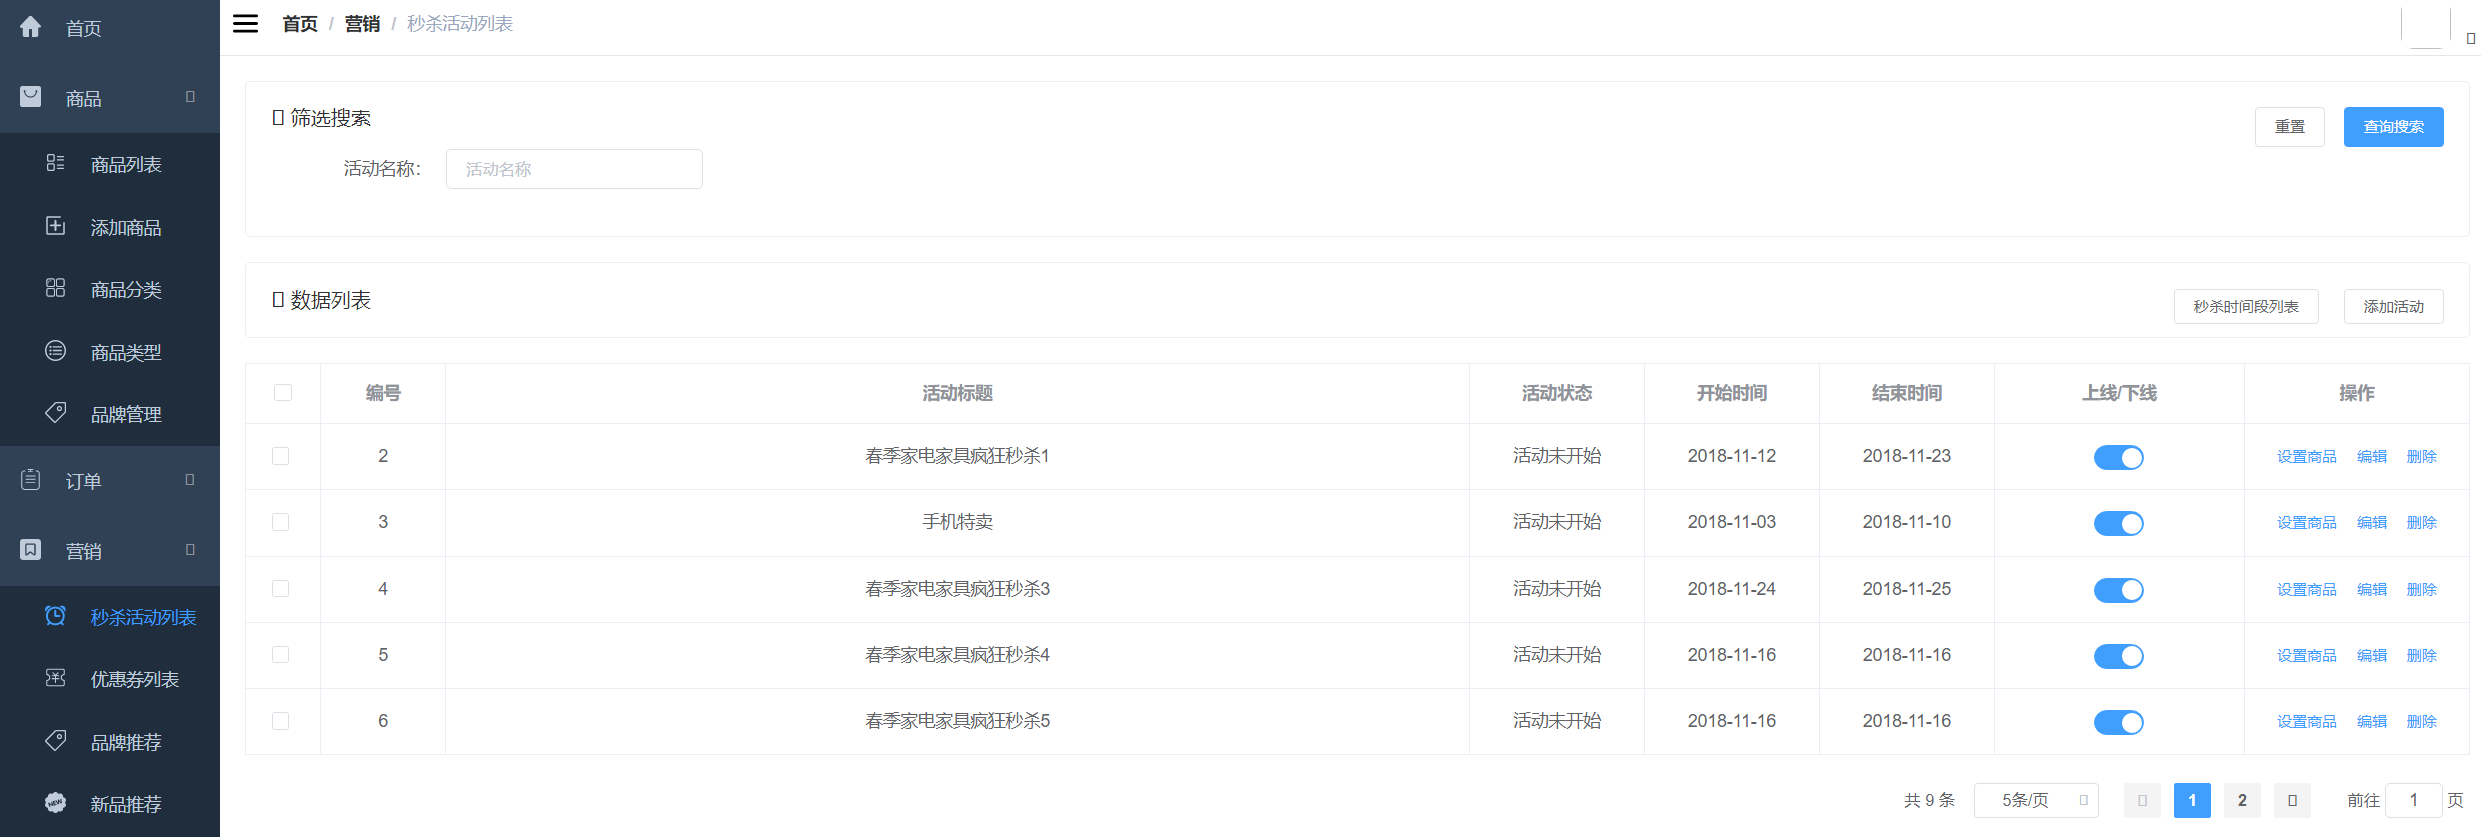 首页
商品
商品列表
添加商品
商品分类
商品类型
品牌管理
订单
营销
秒杀活动列表
优惠券列表
品牌推荐
NEW 新品推荐
首页 / 营销 / 秒杀活动列表
筛选搜索
重置 查询搜索
活动名称： 活动名称
数据列表
秒杀时间段列表 添加活动
编号 活动标题 活动状态 开始时间 结束时间 上线/下线 操作
2 春季家电家具疯狂秒杀1 活动未开始 2018-11-12 2018-11-23 设置商品 编辑 删除
3 手机特卖 活动未开始 2018-11-03 2018-11-10 设置商品 编辑 删除
4 春季家电家具疯狂秒杀3 活动未开始 2018-11-24 2018-11-25 设置商品 编辑 删除
5 春季家电家具疯狂秒杀4 活动未开始 2018-11-16 2018-11-16 设置商品 编辑 删除
6 春季家电家具疯狂秒杀5 活动未开始 2018-11-16 2018-11-16 设置商品 编辑 删除
共 9 条 5条/页 1 2 前往 1 页